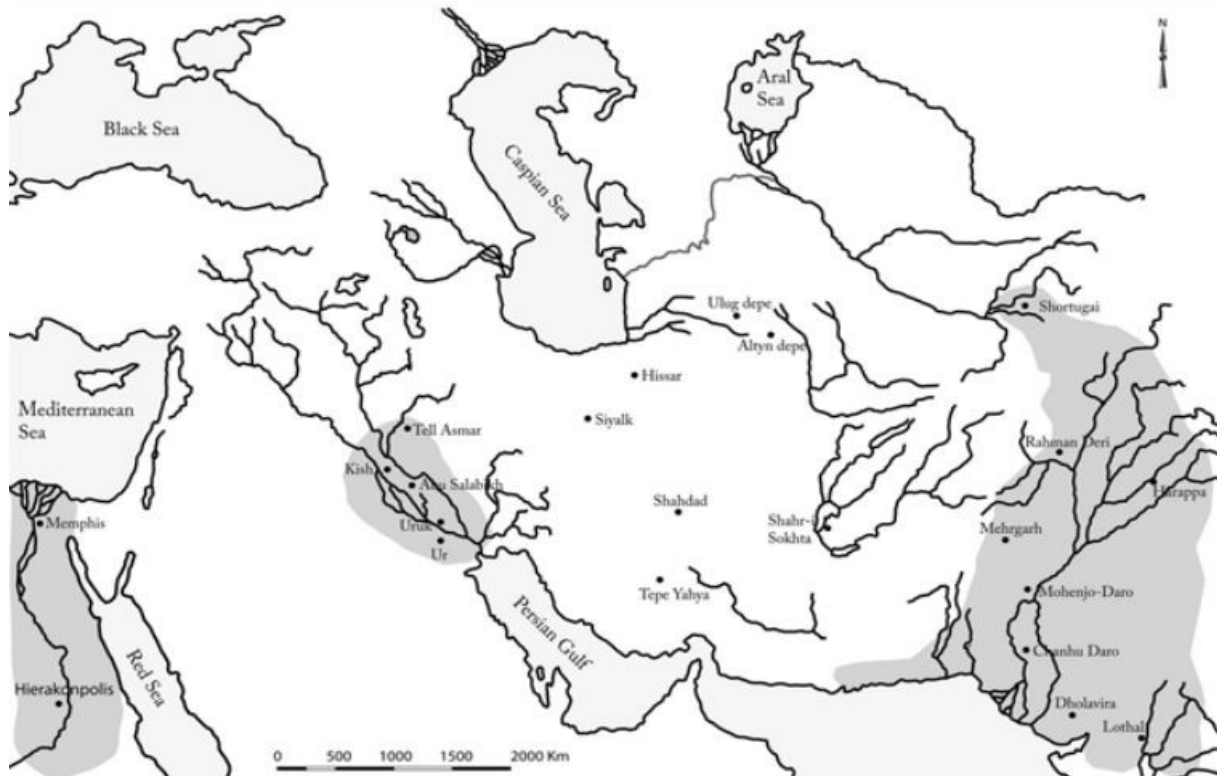 N
Aral
Sea
Black Sea
Caspian Sea
Ulug depe
Shortugai
Altyn depe
Hissar
Mediterranean
Sea
Siyalk
Tell Asmar
Rahman Deri
Kish
Abu Salabikh
Harappa
Shahdad
Memphis
Uruk
Shahr-i
Sokhta
Mehrgarh
Ur
Tepe Yahya
Mohenjo-Daro
Persian Gulf
Red Sea
Chanhu Daro
Hierakonpolis
Dholavira
Lothal
0 500 1000 1500 2000 Km